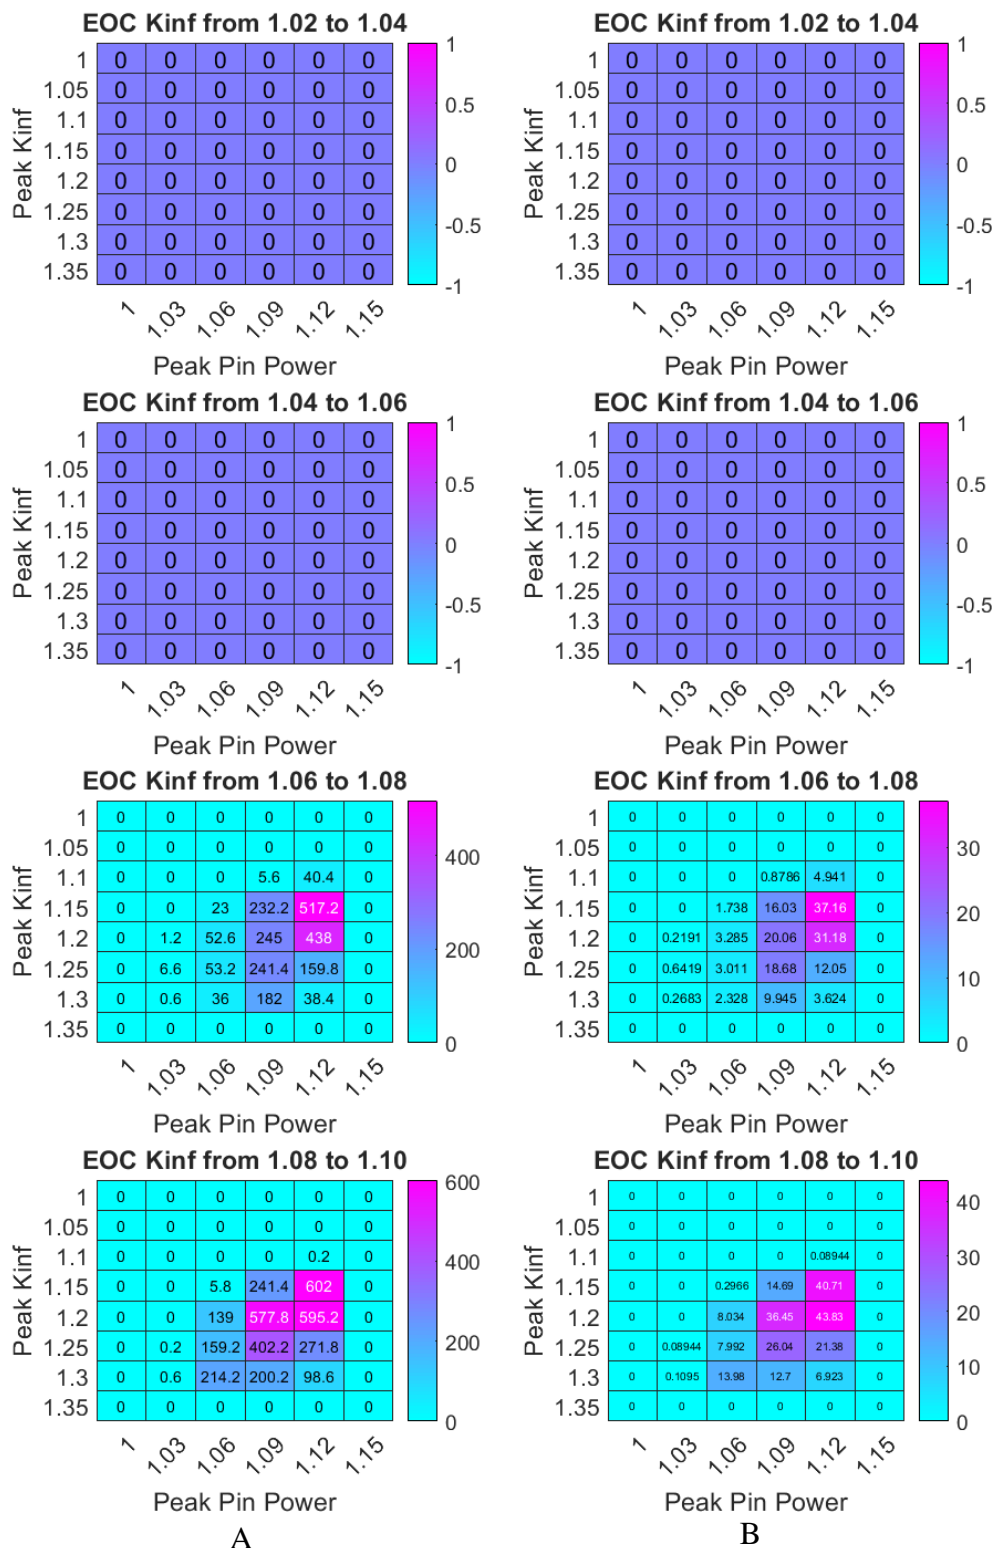 EOC Kinf from 1.02 to 1.04
1 0 0 0 0 0 0 1
1.05 0 0 0 0 0 0
1.1 0 0 0 0 0 0 0.5
1.15 0 0 0 0 0 0 0
1.2 0 0 0 0 0 0
1.25 0 0 0 0 0 0 -0.5
1.3 0 0 0 0 0 0
1.35 0 0 0 0 0 0 -1
Peak Kinf
1 1.03 1.06 1.09 1.12 1.15
Peak Pin Power
EOC Kinf from 1.02 to 1.04
1 0 0 0 0 0 0 1
1.05 0 0 0 0 0 0
1.1 0 0 0 0 0 0 0.5
1.15 0 0 0 0 0 0 0
1.2 0 0 0 0 0 0
1.25 0 0 0 0 0 0 -0.5
1.3 0 0 0 0 0 0
1.35 0 0 0 0 0 0 -1
Peak Kinf
1 1.03 1.06 1.09 1.12 1.15
Peak Pin Power
EOC Kinf from 1.04 to 1.06
1 0 0 0 0 0 0 1
1.05 0 0 0 0 0 0
1.1 0 0 0 0 0 0 0.5
1.15 0 0 0 0 0 0 0
1.2 0 0 0 0 0 0
1.25 0 0 0 0 0 0 -0.5
1.3 0 0 0 0 0 0
1.35 0 0 0 0 0 0 -1
Peak Kinf
1 1.03 1.06 1.09 1.12 1.15
Peak Pin Power
EOC Kinf from 1.04 to 1.06
1 0 0 0 0 0 0 1
1.05 0 0 0 0 0 0
1.1 0 0 0 0 0 0 0.5
1.15 0 0 0 0 0 0 0
1.2 0 0 0 0 0 0
1.25 0 0 0 0 0 0 -0.5
1.3 0 0 0 0 0 0
1.35 0 0 0 0 0 0 -1
Peak Kinf
1 1.03 1.06 1.09 1.12 1.15
Peak Pin Power
EOC Kinf from 1.06 to 1.08
1 0 0 0 0 0 0
1.05 0 0 0 0 0 0 400
1.1 0 0 0 5.6 40.4 0
1.15 0 0 23 232.2 517.2 0
1.2 0 1.2 52.6 245 438 0 200
1.25 0 6.6 53.2 241.4 159.8 0
1.3 0 0.6 36 182 38.4 0
1.35 0 0 0 0 0 0 0
Peak Kinf
1 1.03 1.06 1.09 1.12 1.15
Peak Pin Power
EOC Kinf from 1.06 to 1.08
1 0 0 0 0 0 0
1.05 0 0 0 0 0 0 30
1.1 0 0 0 0.8786 4.941 0
1.15 0 0 1.738 16.03 37.16 0 20
1.2 0 0.2191 3.285 20.06 31.18 0
1.25 0 0.6419 3.011 18.68 12.05 0 10
1.3 0 0.2683 2.328 9.945 3.624 0
1.35 0 0 0 0 0 0 0
Peak Kinf
1 1.03 1.06 1.09 1.12 1.15
Peak Pin Power
EOC Kinf from 1.08 to 1.10
1 0 0 0 0 0 0 600
1.05 0 0 0 0 0 0
1.1 0 0 0 0 0.2 0 400
1.15 0 0 5.8 241.4 602 0
1.2 0 0 139 577.8 595.2 0
1.25 0 0.2 159.2 402.2 271.8 0 200
1.3 0 0.6 214.2 200.2 98.6 0
1.35 0 0 0 0 0 0 0
Peak Kinf
1 1.03 1.06 1.09 1.12 1.15
Peak Pin Power
EOC Kinf from 1.08 to 1.10
1 0 0 0 0 0 0 40
1.05 0 0 0 0 0 0
1.1 0 0 0 0 0.08944 0 30
1.15 0 0 0.2966 14.69 40.71 0
1.2 0 0 8.034 36.45 43.83 0 20
1.25 0 0.08944 7.992 26.04 21.38 0
1.3 0 0.1095 13.98 12.7 6.923 0 10
1.35 0 0 0 0 0 0 0
Peak Kinf
1 1.03 1.06 1.09 1.12 1.15
Peak Pin Power
A
B